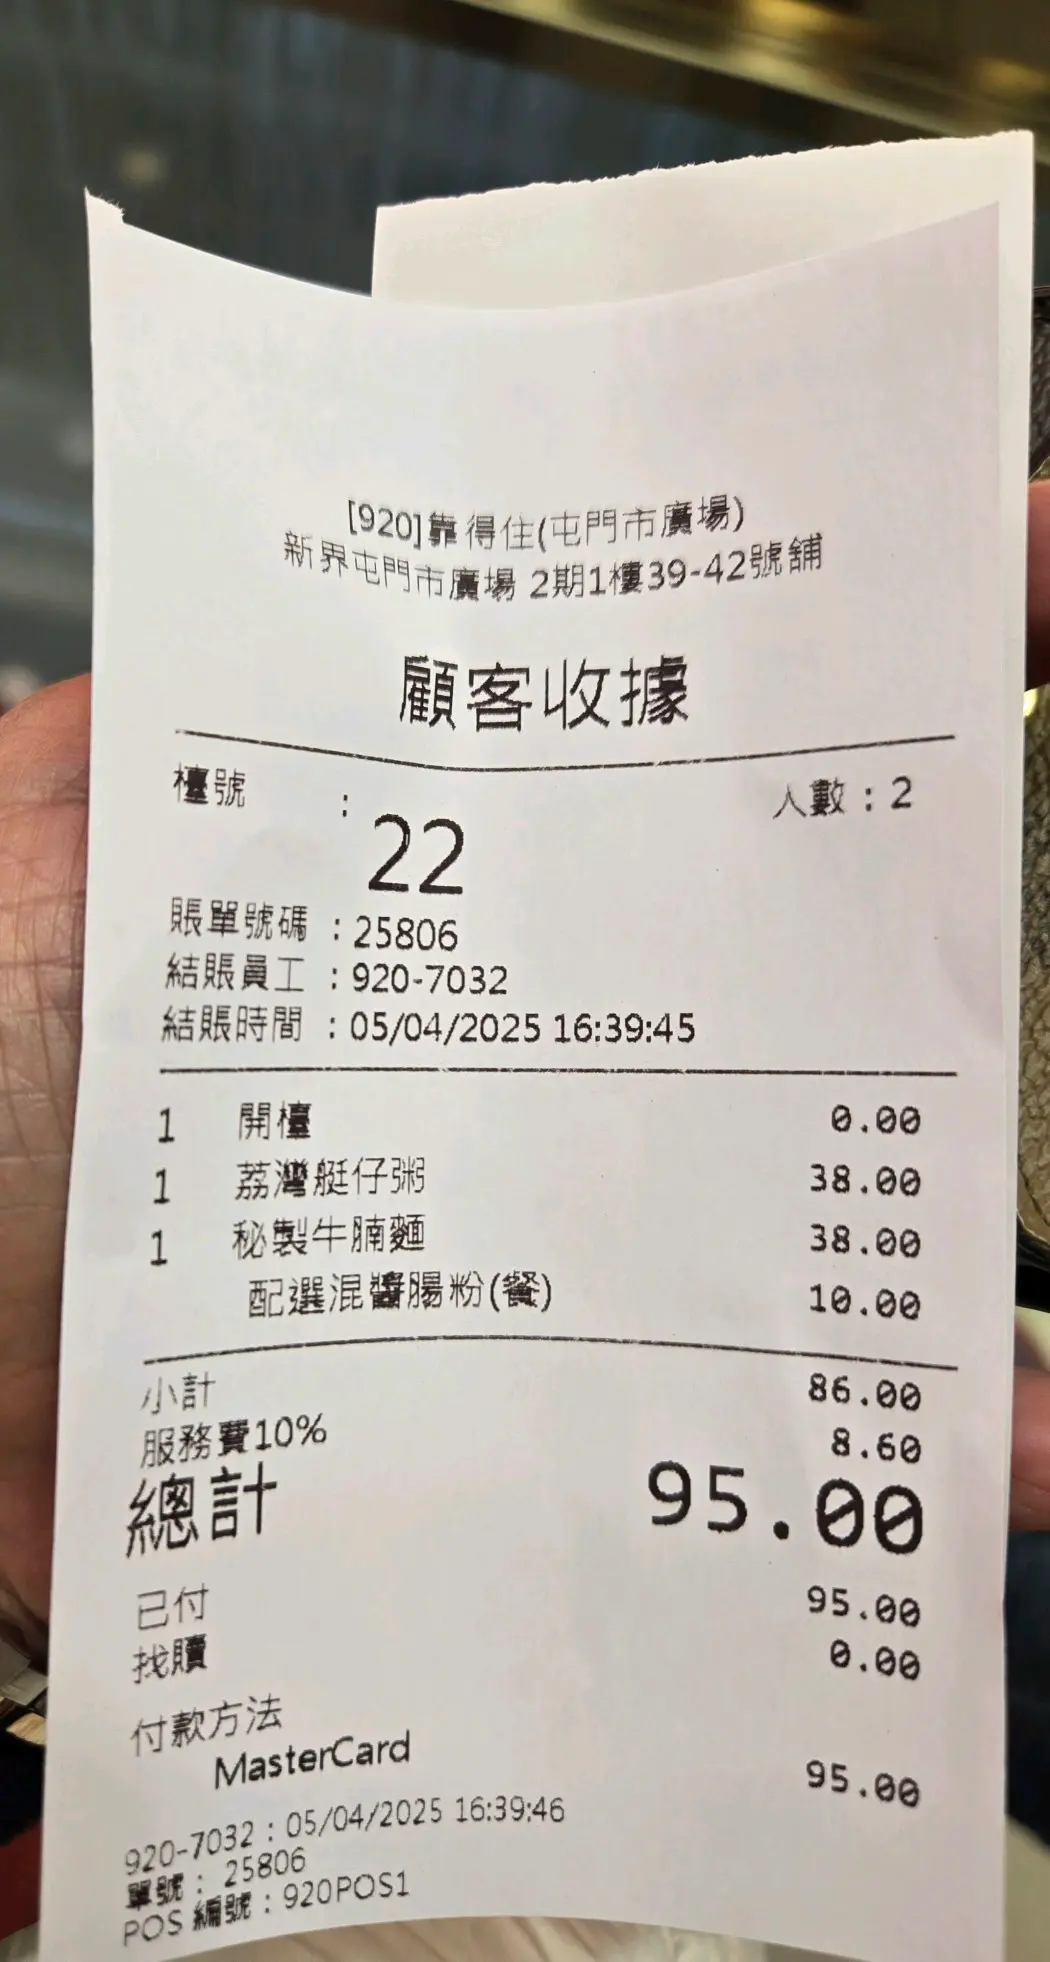 [920]靠得住(屯門市廣場)
新界屯門市廣場 2期1樓39-42號舖
顧客收據
檯號 : 22 人數 : 2
賬單號碼 : 25806
結賬員工 : 920-7032
結賬時間 : 05/04/2025 16:39:45
1 開檯 0.00
1 荔灣艇仔粥 38.00
1 秘製牛腩麵 38.00
配選混醬腸粉(餐) 10.00
小計 86.00
服務費10% 8.60
總計 95.00
已付 95.00
找贖 0.00
付款方法
MasterCard 95.00
920-7032 : 05/04/2025 16:39:46
單號 : 25806
POS 編號 : 920POS1